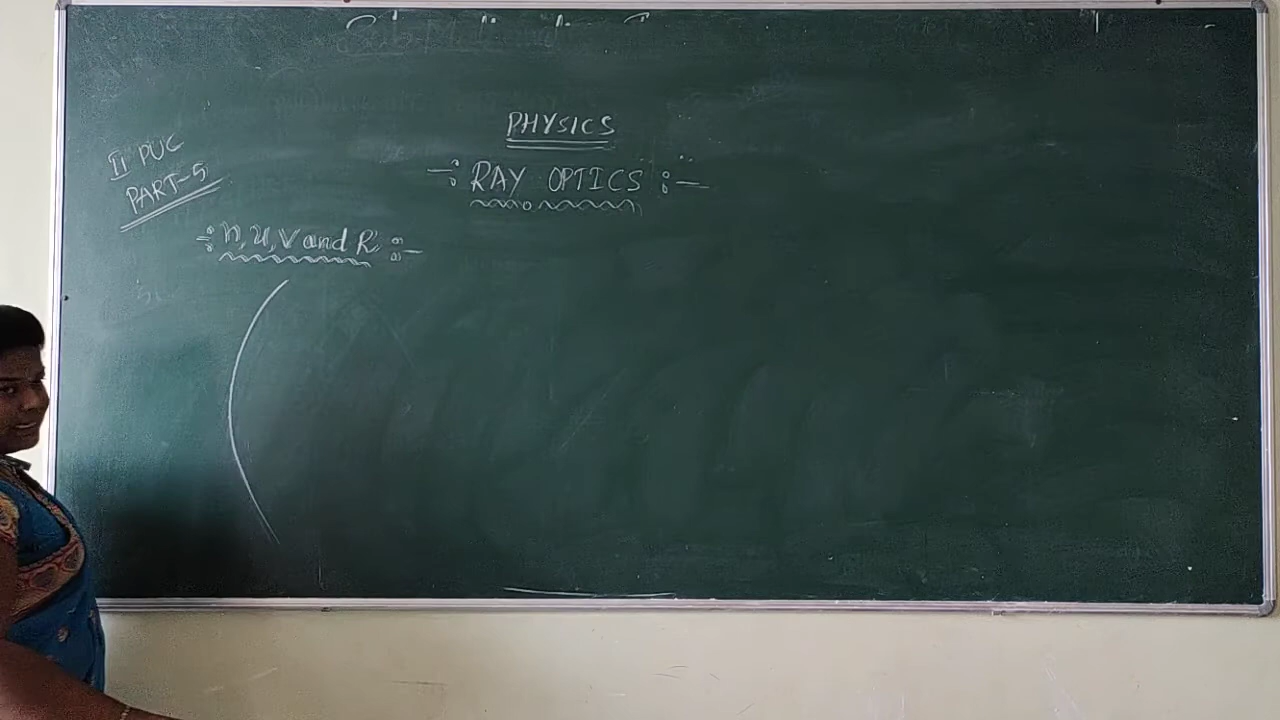 PHYSICS
II PUC
PART-5
-: RAY OPTICS :-
:- n, u, v and R :-